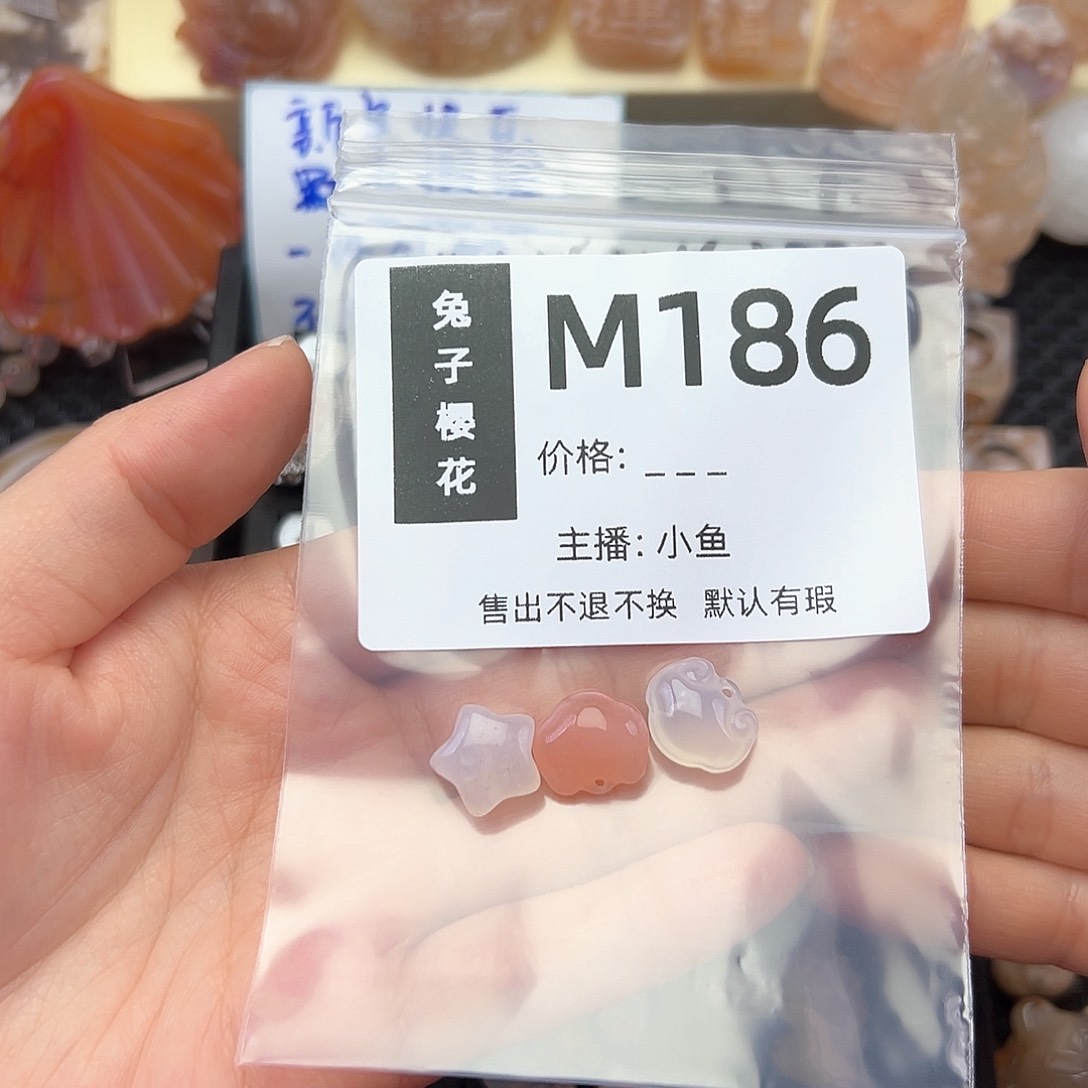 新
兔子樱花
M186
价格: _ _ _
主播: 小鱼
售出不退不换 默认有瑕